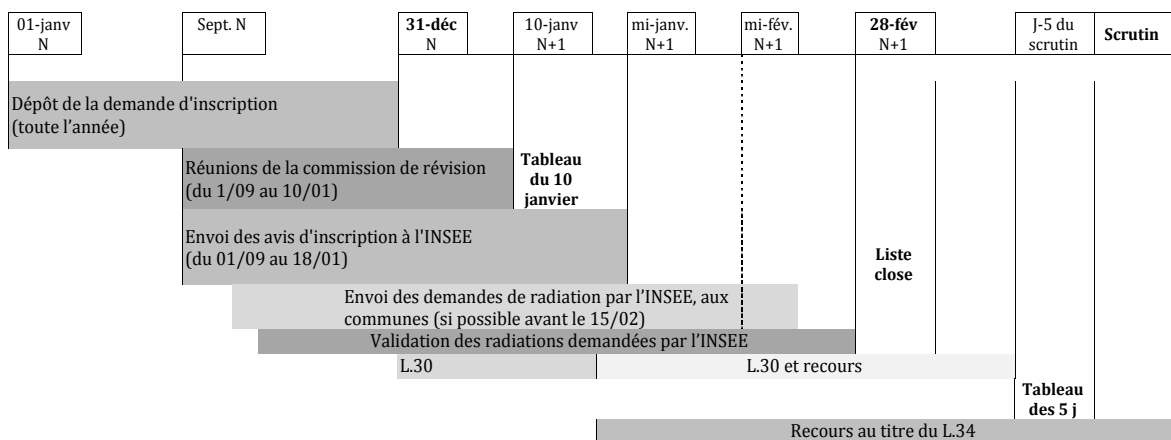 01-janv
N
Sept. N
31-déc
N
10-janv
N+1
mi-janv.
N+1
mi-fév.
N+1
28-fév
N+1
J-5 du
scrutin
Scrutin
Dépôt de la demande d'inscription
(toute l'année)
Réunions de la commission de révision
(du 1/09 au 10/01)
Tableau
du 10
janvier
Envoi des avis d'inscription à l'INSEE
(du 01/09 au 18/01)
Liste
close
Envoi des demandes de radiation par l'INSEE, aux
communes (si possible avant le 15/02)
Validation des radiations demandées par l'INSEE
L.30
L.30 et recours
Tableau
des 5 j
Recours au titre du L.34